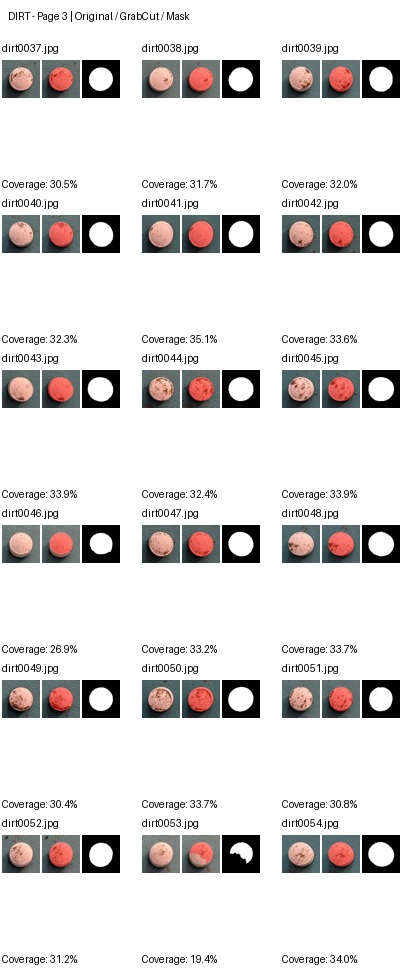 DIRT - Page 3 | Original / GrabCut / Mask
dirt0037.jpg dirt0038.jpg dirt0039.jpg
Coverage: 30.5% Coverage: 31.7% Coverage: 32.0%
dirt0040.jpg dirt0041.jpg dirt0042.jpg
Coverage: 32.3% Coverage: 35.1% Coverage: 33.6%
dirt0043.jpg dirt0044.jpg dirt0045.jpg
Coverage: 33.9% Coverage: 32.4% Coverage: 33.9%
dirt0046.jpg dirt0047.jpg dirt0048.jpg
Coverage: 26.9% Coverage: 33.2% Coverage: 33.7%
dirt0049.jpg dirt0050.jpg dirt0051.jpg
Coverage: 30.4% Coverage: 33.7% Coverage: 30.8%
dirt0052.jpg dirt0053.jpg dirt0054.jpg
Coverage: 31.2% Coverage: 19.4% Coverage: 34.0%